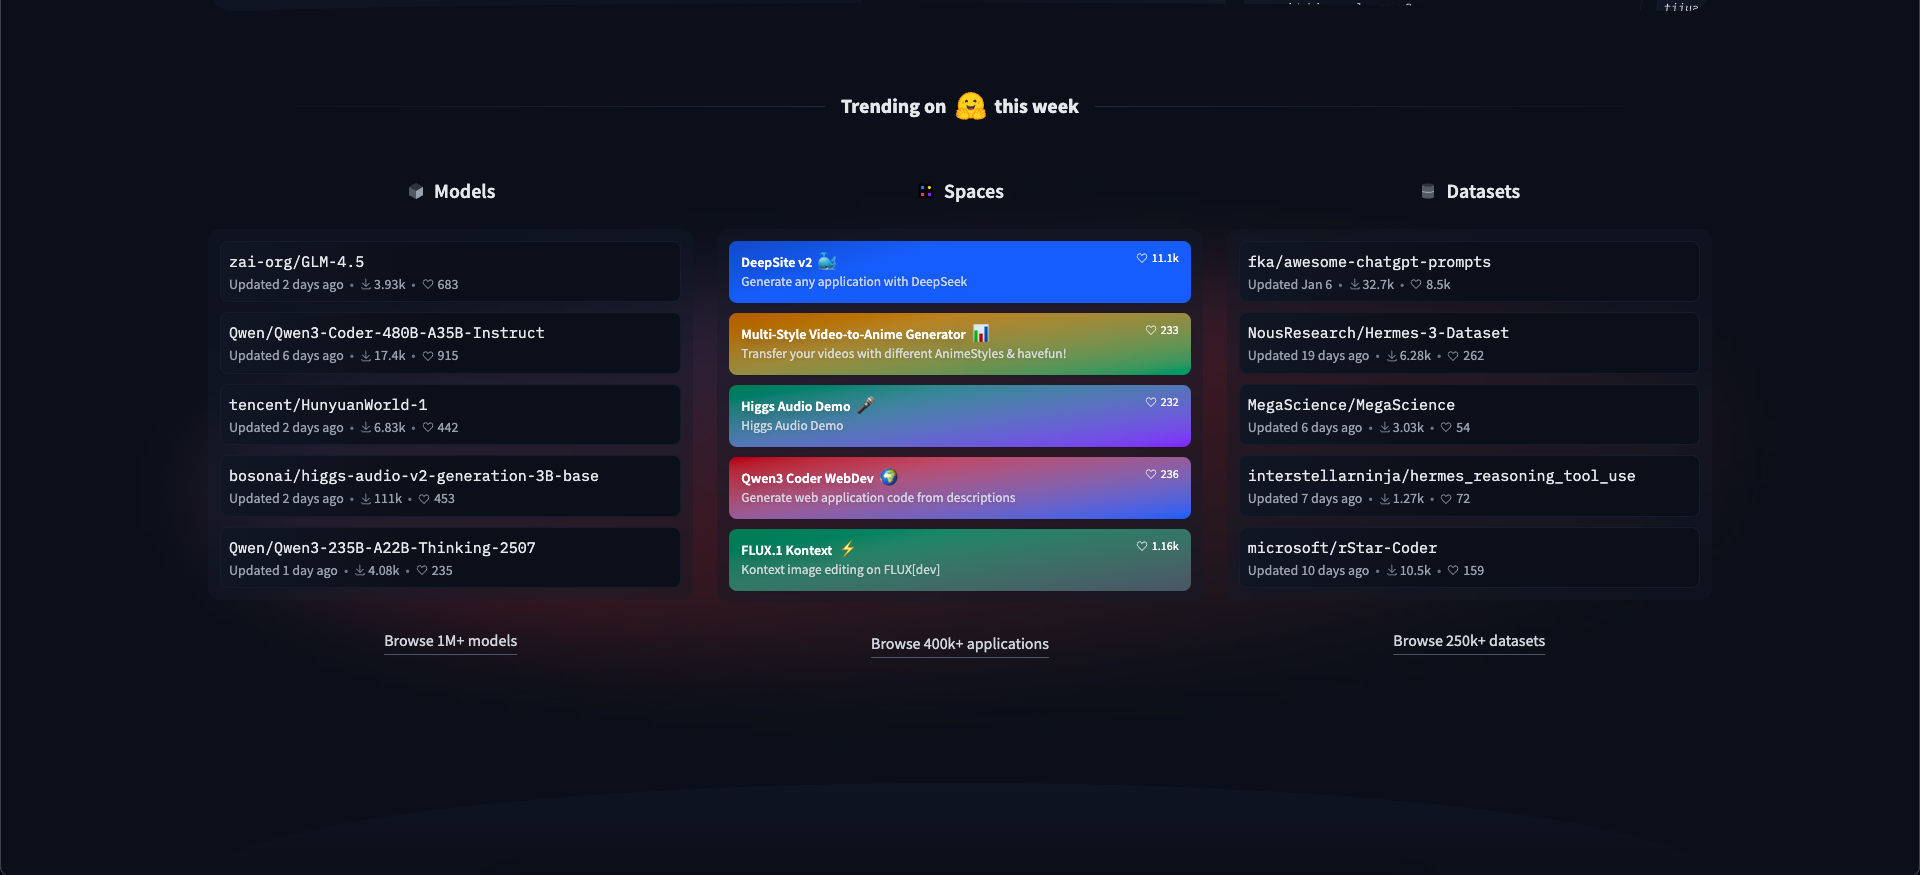 Trending on 🤗 this week
Models
zai-org/GLM-4.5
Updated 2 days ago • 3.93k • 683
Qwen/Qwen3-Coder-480B-A35B-Instruct
Updated 6 days ago • 17.4k • 915
tencent/HunyuanWorld-1
Updated 2 days ago • 6.83k • 442
bosonai/higgs-audio-v2-generation-3B-base
Updated 2 days ago • 111k • 453
Qwen/Qwen3-235B-A22B-Thinking-2507
Updated 1 day ago • 4.08k • 235
Browse 1M+ models
Spaces
DeepSite v2 🐳 11.1k
Generate any application with DeepSeek
Multi-Style Video-to-Anime Generator 📊 233
Transfer your videos with different AnimeStyles & havefun!
Higgs Audio Demo 🎤 232
Higgs Audio Demo
Qwen3 Coder WebDev 🌍 236
Generate web application code from descriptions
FLUX.1 Kontext ⚡ 1.16k
Kontext image editing on FLUX[dev]
Browse 400k+ applications
Datasets
fka/awesome-chatgpt-prompts
Updated Jan 6 • 32.7k • 8.5k
NousResearch/Hermes-3-Dataset
Updated 19 days ago • 6.28k • 262
MegaScience/MegaScience
Updated 6 days ago • 3.03k • 54
interstellarninja/hermes_reasoning_tool_use
Updated 7 days ago • 1.27k • 72
microsoft/rStar-Coder
Updated 10 days ago • 10.5k • 159
Browse 250k+ datasets